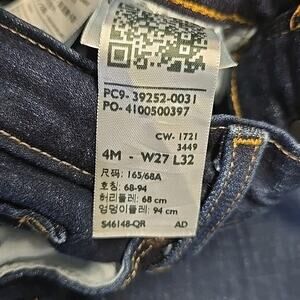 PC9- 39252-0031
PO- 4100500397
CW- 1721
3449
4M - W27 L32
尺码: 165/68A
호칭: 68-94
허리둘레: 68 cm
엉덩이둘레: 94 cm
S46148-QR AD